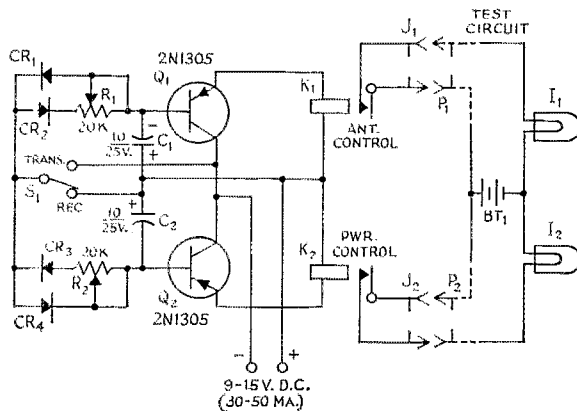 2N1305
Q₁
CR₁
R₁
20K
CR₂
10
25V.
C₁
−
+
TRANS.
S₁
REC
+
10
25V.
C₂
CR₃
20K
R₂
CR₄
Q₂
2N1305
−
+
9-15V. D.C.
(30-50 MA.)
K₁
ANT.
CONTROL
K₂
PWR.
CONTROL
J₁
P₁
TEST
CIRCUIT
I₁
BT₁
I₂
J₂
P₂